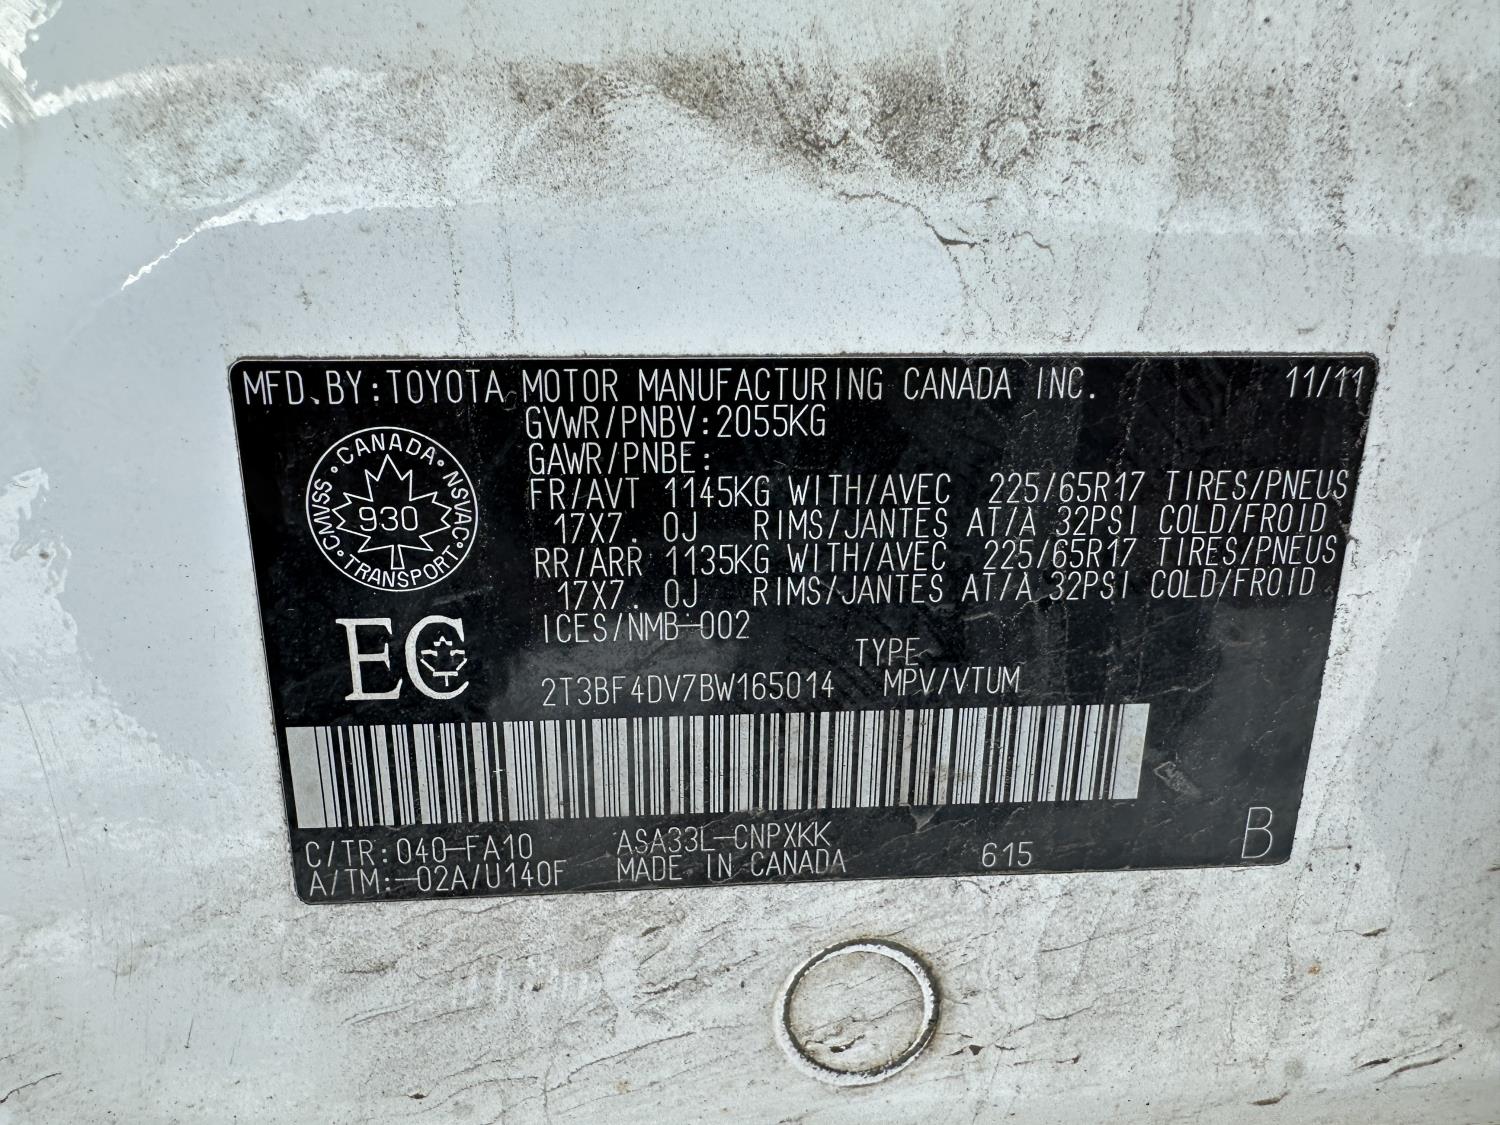 MFD. BY: TOYOTA MOTOR MANUFACTURING CANADA INC. 11/11
GVWR/PNBV: 2055KG
GAWR/PNBE:
FR/AVT 1145KG WITH/AVEC 225/65R17 TIRES/PNEUS
17X7. 0J RIMS/JANTES AT/A 32PSI COLD/FROID
RR/ARR 1135KG WITH/AVEC 225/65R17 TIRES/PNEUS
17X7. 0J RIMS/JANTES AT/A 32PSI COLD/FROID
ICES/NMB-002
CANADA • NSVAC • TRANSPORT • CMVSS •
930
EC
TYPE
2T3BF4DV7BW165014 MPV/VTUM
C/TR: 040-FA10 ASA33L-CNPXKK
A/TM: -02A/U140F MADE IN CANADA 615 B